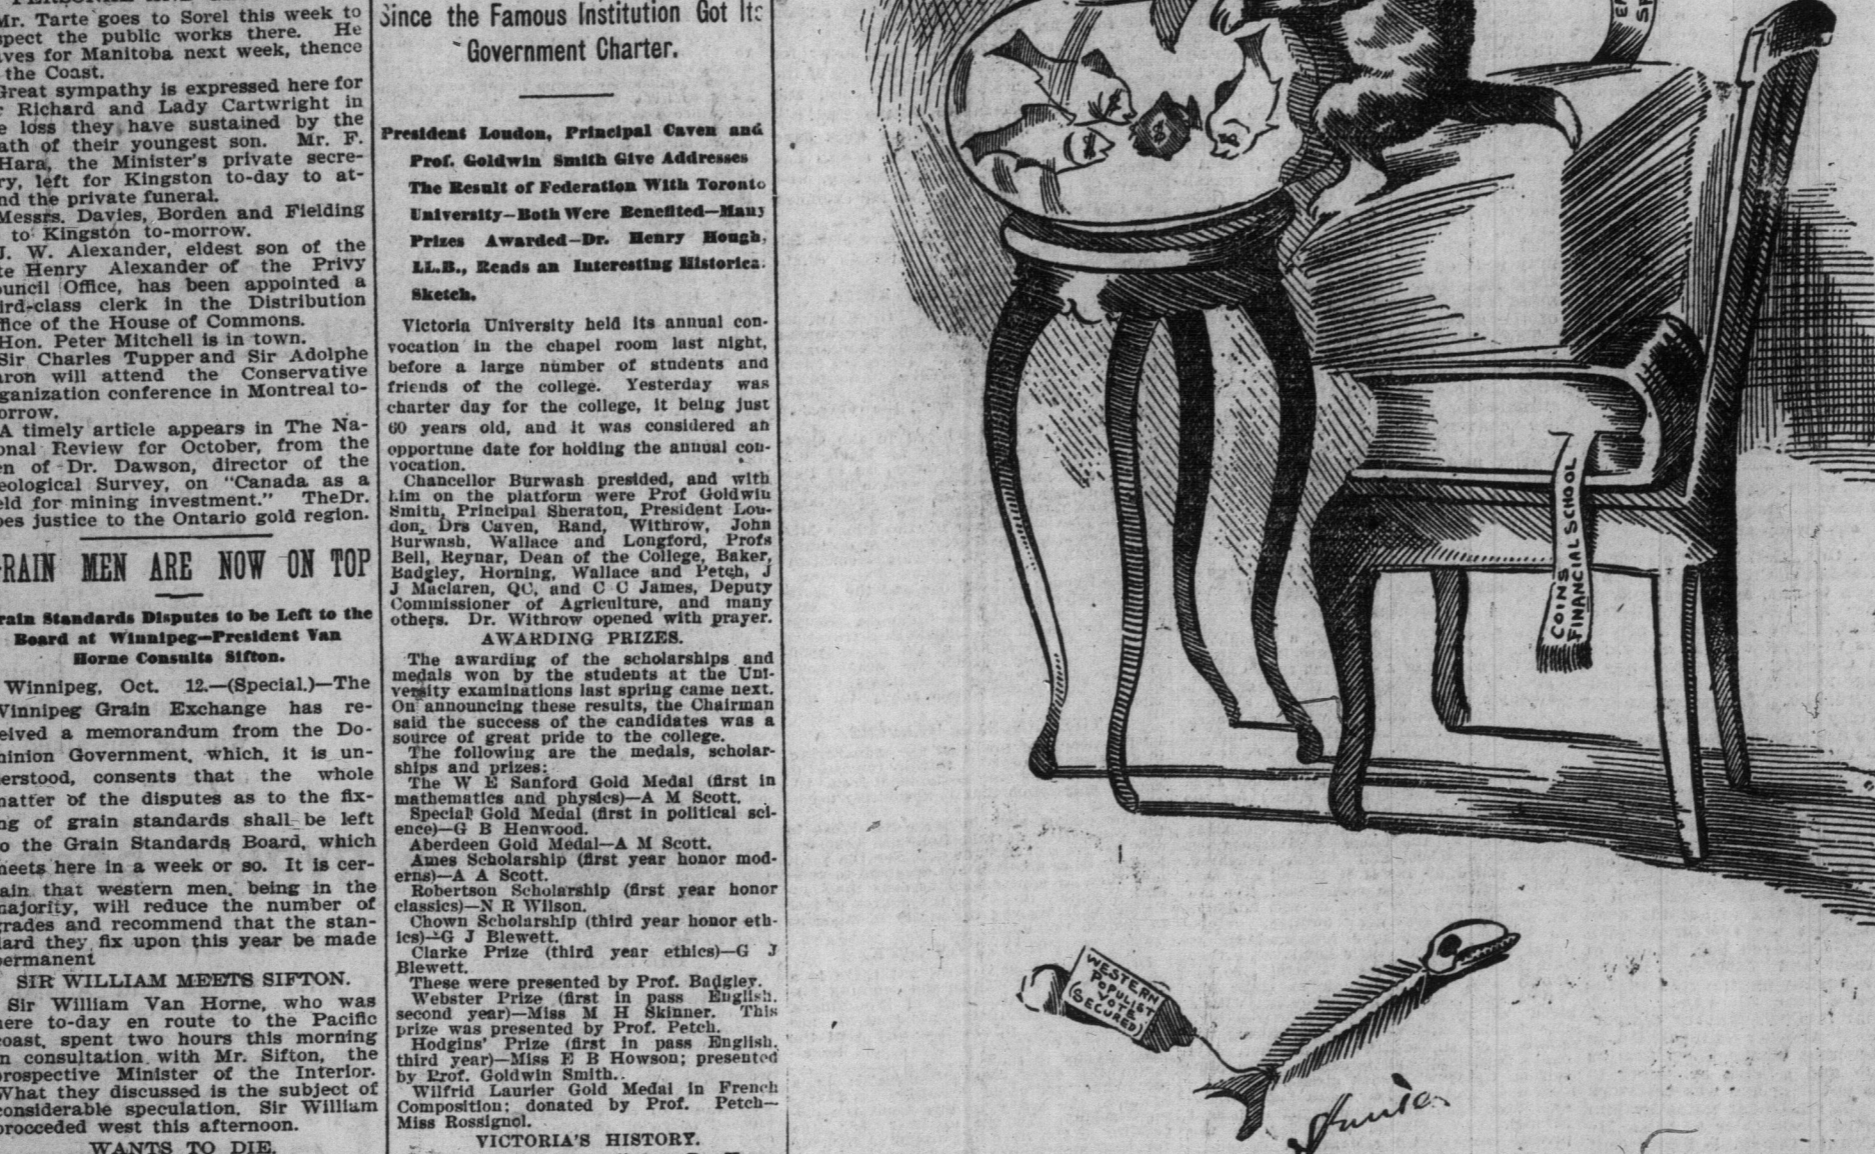 Mr. Tarte goes to Sorel this week to
spect the public works there. He
ves for Manitoba next week, thence
the Coast.
Great sympathy is expressed here for
r Richard and Lady Cartwright in
e loss they have sustained by the
ath of their youngest son. Mr. F.
Hara, the Minister's private secre-
ry, left for Kingston to-day to at-
nd the private funeral.
Messrs. Davies, Borden and Fielding
to Kingston to-morrow.
J. W. Alexander, eldest son of the
te Henry Alexander of the Privy
ouncil Office, has been appointed a
ird-class clerk in the Distribution
ffice of the House of Commons.
Hon. Peter Mitchell is in town.
Sir Charles Tupper and Sir Adolphe
aron will attend the Conservative
ganization conference in Montreal to-
orrow.
A timely article appears in The Na-
onal Review for October, from the
en of Dr. Dawson, director of the
eological Survey, on "Canada as a
eld for mining investment." TheDr.
oes justice to the Ontario gold region.
RAIN MEN ARE NOW ON TOP
rain Standards Disputes to be Left to the
Board at Winnipeg—President Van
Horne Consults Sifton.
Winnipeg, Oct. 12.—(Special.)—The
Winnipeg Grain Exchange has re-
eived a memorandum from the Do-
minion Government, which, it is un-
erstood, consents that the whole
matter of the disputes as to the fix-
ng of grain standards shall be left
o the Grain Standards Board, which
meets here in a week or so. It is cer-
ain that western men, being in the
majority, will reduce the number of
grades and recommend that the stan-
dard they fix upon this year be made
permanent
SIR WILLIAM MEETS SIFTON.
Sir William Van Horne, who was
here to-day en route to the Pacific
coast, spent two hours this morning
n consultation with Mr. Sifton, the
prospective Minister of the Interior.
What they discussed is the subject of
considerable speculation. Sir William
procceded west this afternoon.
WANTS TO DIE.
Since the Famous Institution Got Its
Government Charter.
President Loudon, Principal Caven and
Prof. Goldwin Smith Give Addresses
The Result of Federation With Toronto
University—Both Were Benefited—Many
Prizes Awarded—Dr. Henry Hough,
LL.B., Reads an Interesting Historica
Sketch.
Victoria University held its annual con-
vocation in the chapel room last night,
before a large number of students and
friends of the college. Yesterday was
charter day for the college, it being just
60 years old, and it was considered an
opportune date for holding the annual con-
vocation.
Chancellor Burwash presided, and with
him on the platform were Prof Goldwin
Smith, Principal Sheraton, President Lou-
don, Drs Caven, Rand, Withrow, John
Burwash, Wallace and Longford, Profs
Bell, Reynar, Dean of the College, Baker,
Badgley, Horning, Wallace and Petch, J
J Maclaren, QC, and C C James, Deputy
Commissioner of Agriculture, and many
others. Dr. Withrow opened with prayer.
AWARDING PRIZES.
The awarding of the scholarships and
medals won by the students at the Uni-
versity examinations last spring came next.
On announcing these results, the Chairman
said the success of the candidates was a
source of great pride to the college.
The following are the medals, scholar-
ships and prizes:
The W E Sanford Gold Medal (first in
mathematics and physics)—A M Scott.
Special Gold Medal (first in political sci-
ence)—G B Henwood.
Aberdeen Gold Medal—A M Scott.
Ames Scholarship (first year honor mod-
erns)—A A Scott.
Robertson Scholarship (first year honor
classics)—N R Wilson.
Chown Scholarship (third year honor eth-
ics)—G J Blewett.
Clarke Prize (third year ethics)—G J
Blewett.
These were presented by Prof. Badgley.
Webster Prize (first in pass English,
second year)—Miss M H Skinner. This
prize was presented by Prof. Petch.
Hodgins' Prize (first in pass English,
third year)—Miss E B Howson; presented
by Prof. Goldwin Smith.
Wilfrid Laurier Gold Medal in French
Composition; donated by Prof. Petch—
Miss Rossignol.
VICTORIA'S HISTORY.
$
$
COINS
FINANCIAL SCHOOL
WESTERN
POPULIST
VOTE
(SECURED)
Hunter